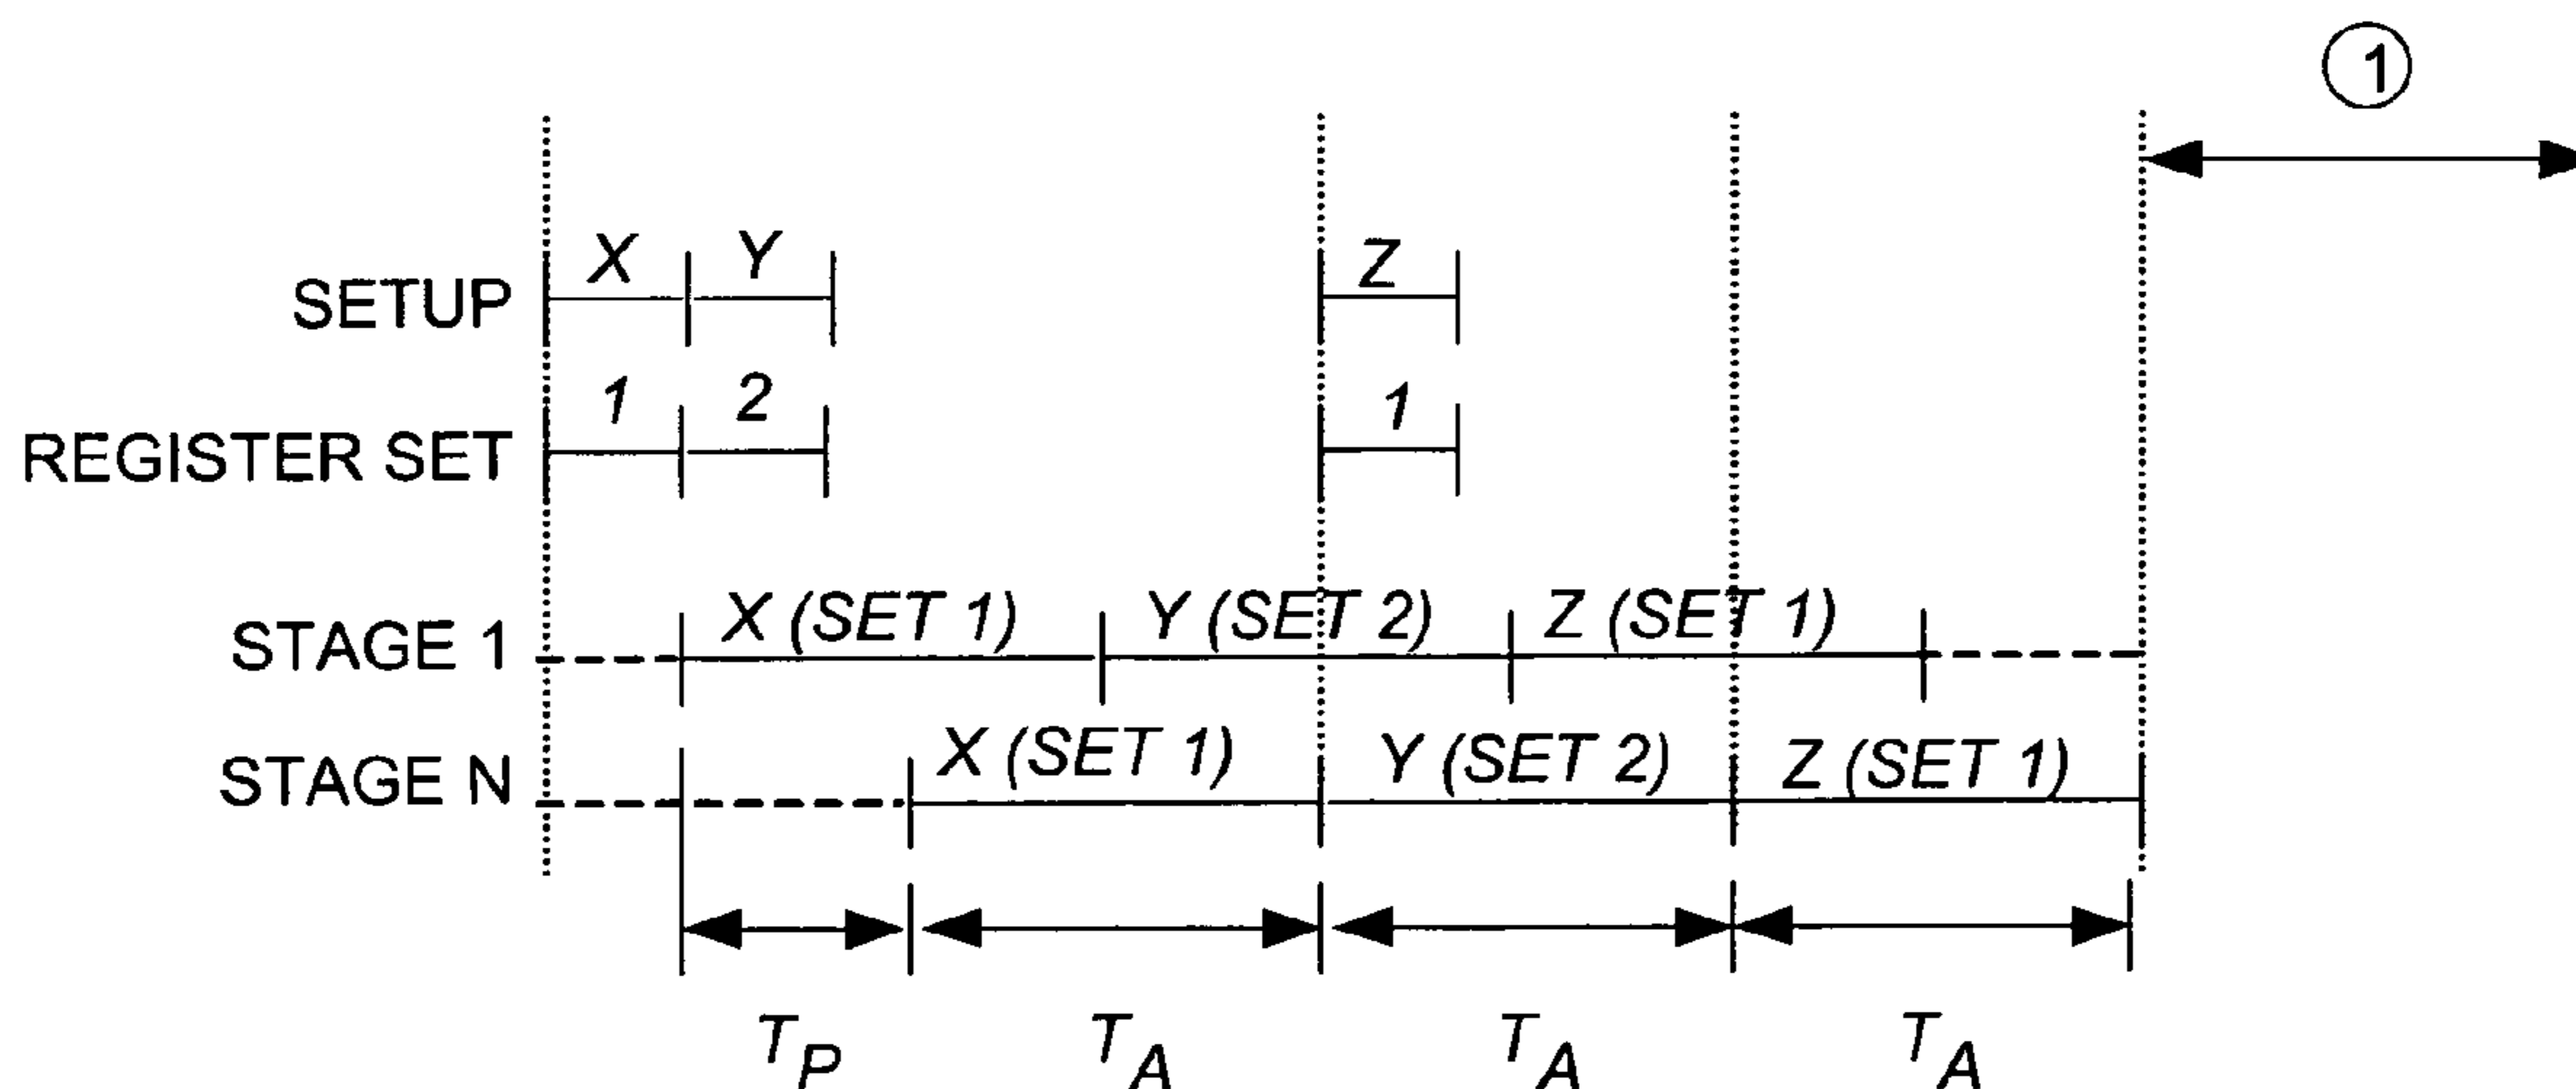 1
SETUP X Y Z
REGISTER SET 1 2 1
STAGE 1 X (SET 1) Y (SET 2) Z (SET 1)
STAGE N X (SET 1) Y (SET 2) Z (SET 1)
TP TA TA TA